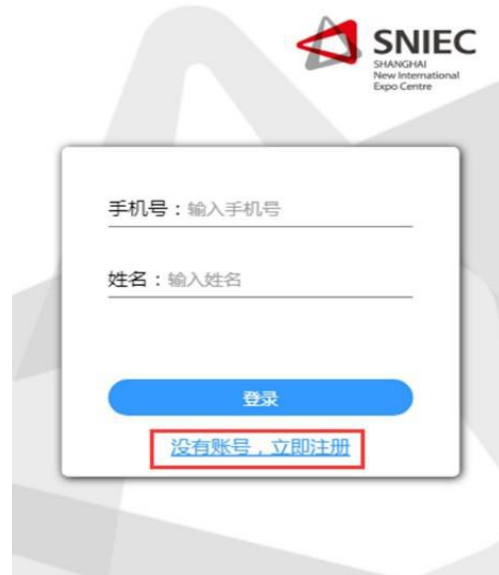 SNIEC
SHANGHAI
New International
Expo Centre
手机号：输入手机号
姓名：输入姓名
登录
没有账号，立即注册